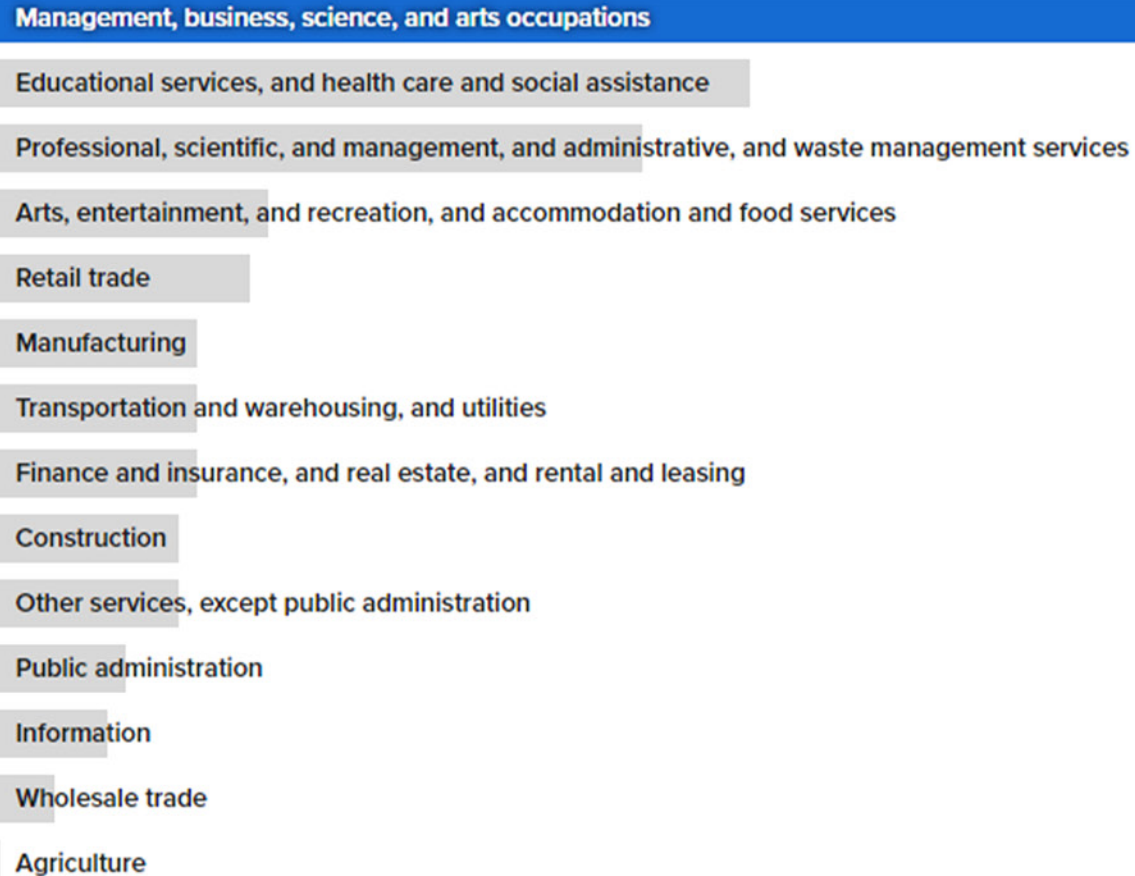 Management, business, science, and arts occupations
Educational services, and health care and social assistance
Professional, scientific, and management, and administrative, and waste management services
Arts, entertainment, and recreation, and accommodation and food services
Retail trade
Manufacturing
Transportation and warehousing, and utilities
Finance and insurance, and real estate, and rental and leasing
Construction
Other services, except public administration
Public administration
Information
Wholesale trade
Agriculture